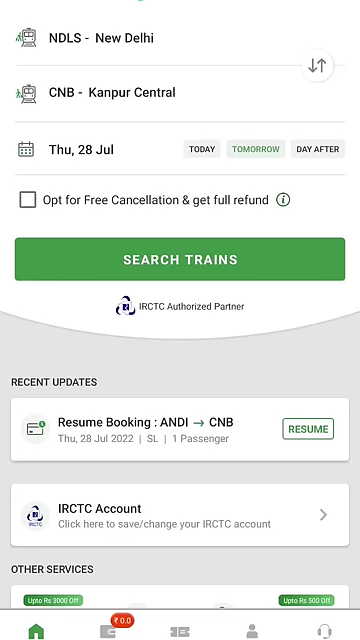 NDLS - New Delhi
CNB - Kanpur Central
Thu, 28 Jul TODAY TOMORROW DAY AFTER
Opt for Free Cancellation & get full refund
SEARCH TRAINS
IRCTC Authorized Partner
RECENT UPDATES
Resume Booking : ANDI → CNB
Thu, 28 Jul 2022 | SL | 1 Passenger
RESUME
IRCTC
IRCTC Account
Click here to save/change your IRCTC account
OTHER SERVICES
Upto Rs 3000 Off Upto Rs 500 Off
₹ 0.0